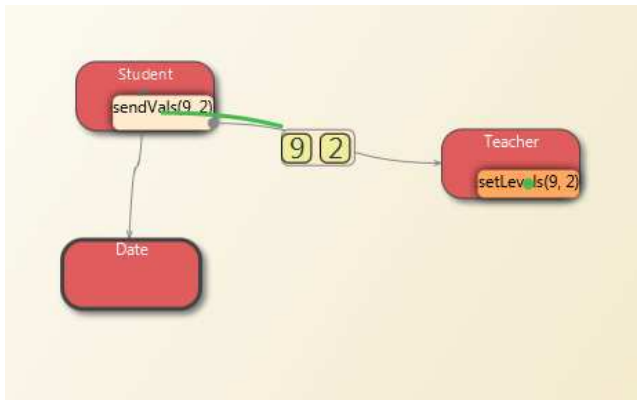 Student
sendVals(9, 2)
9 2
Teacher
setLevels(9, 2)
Date